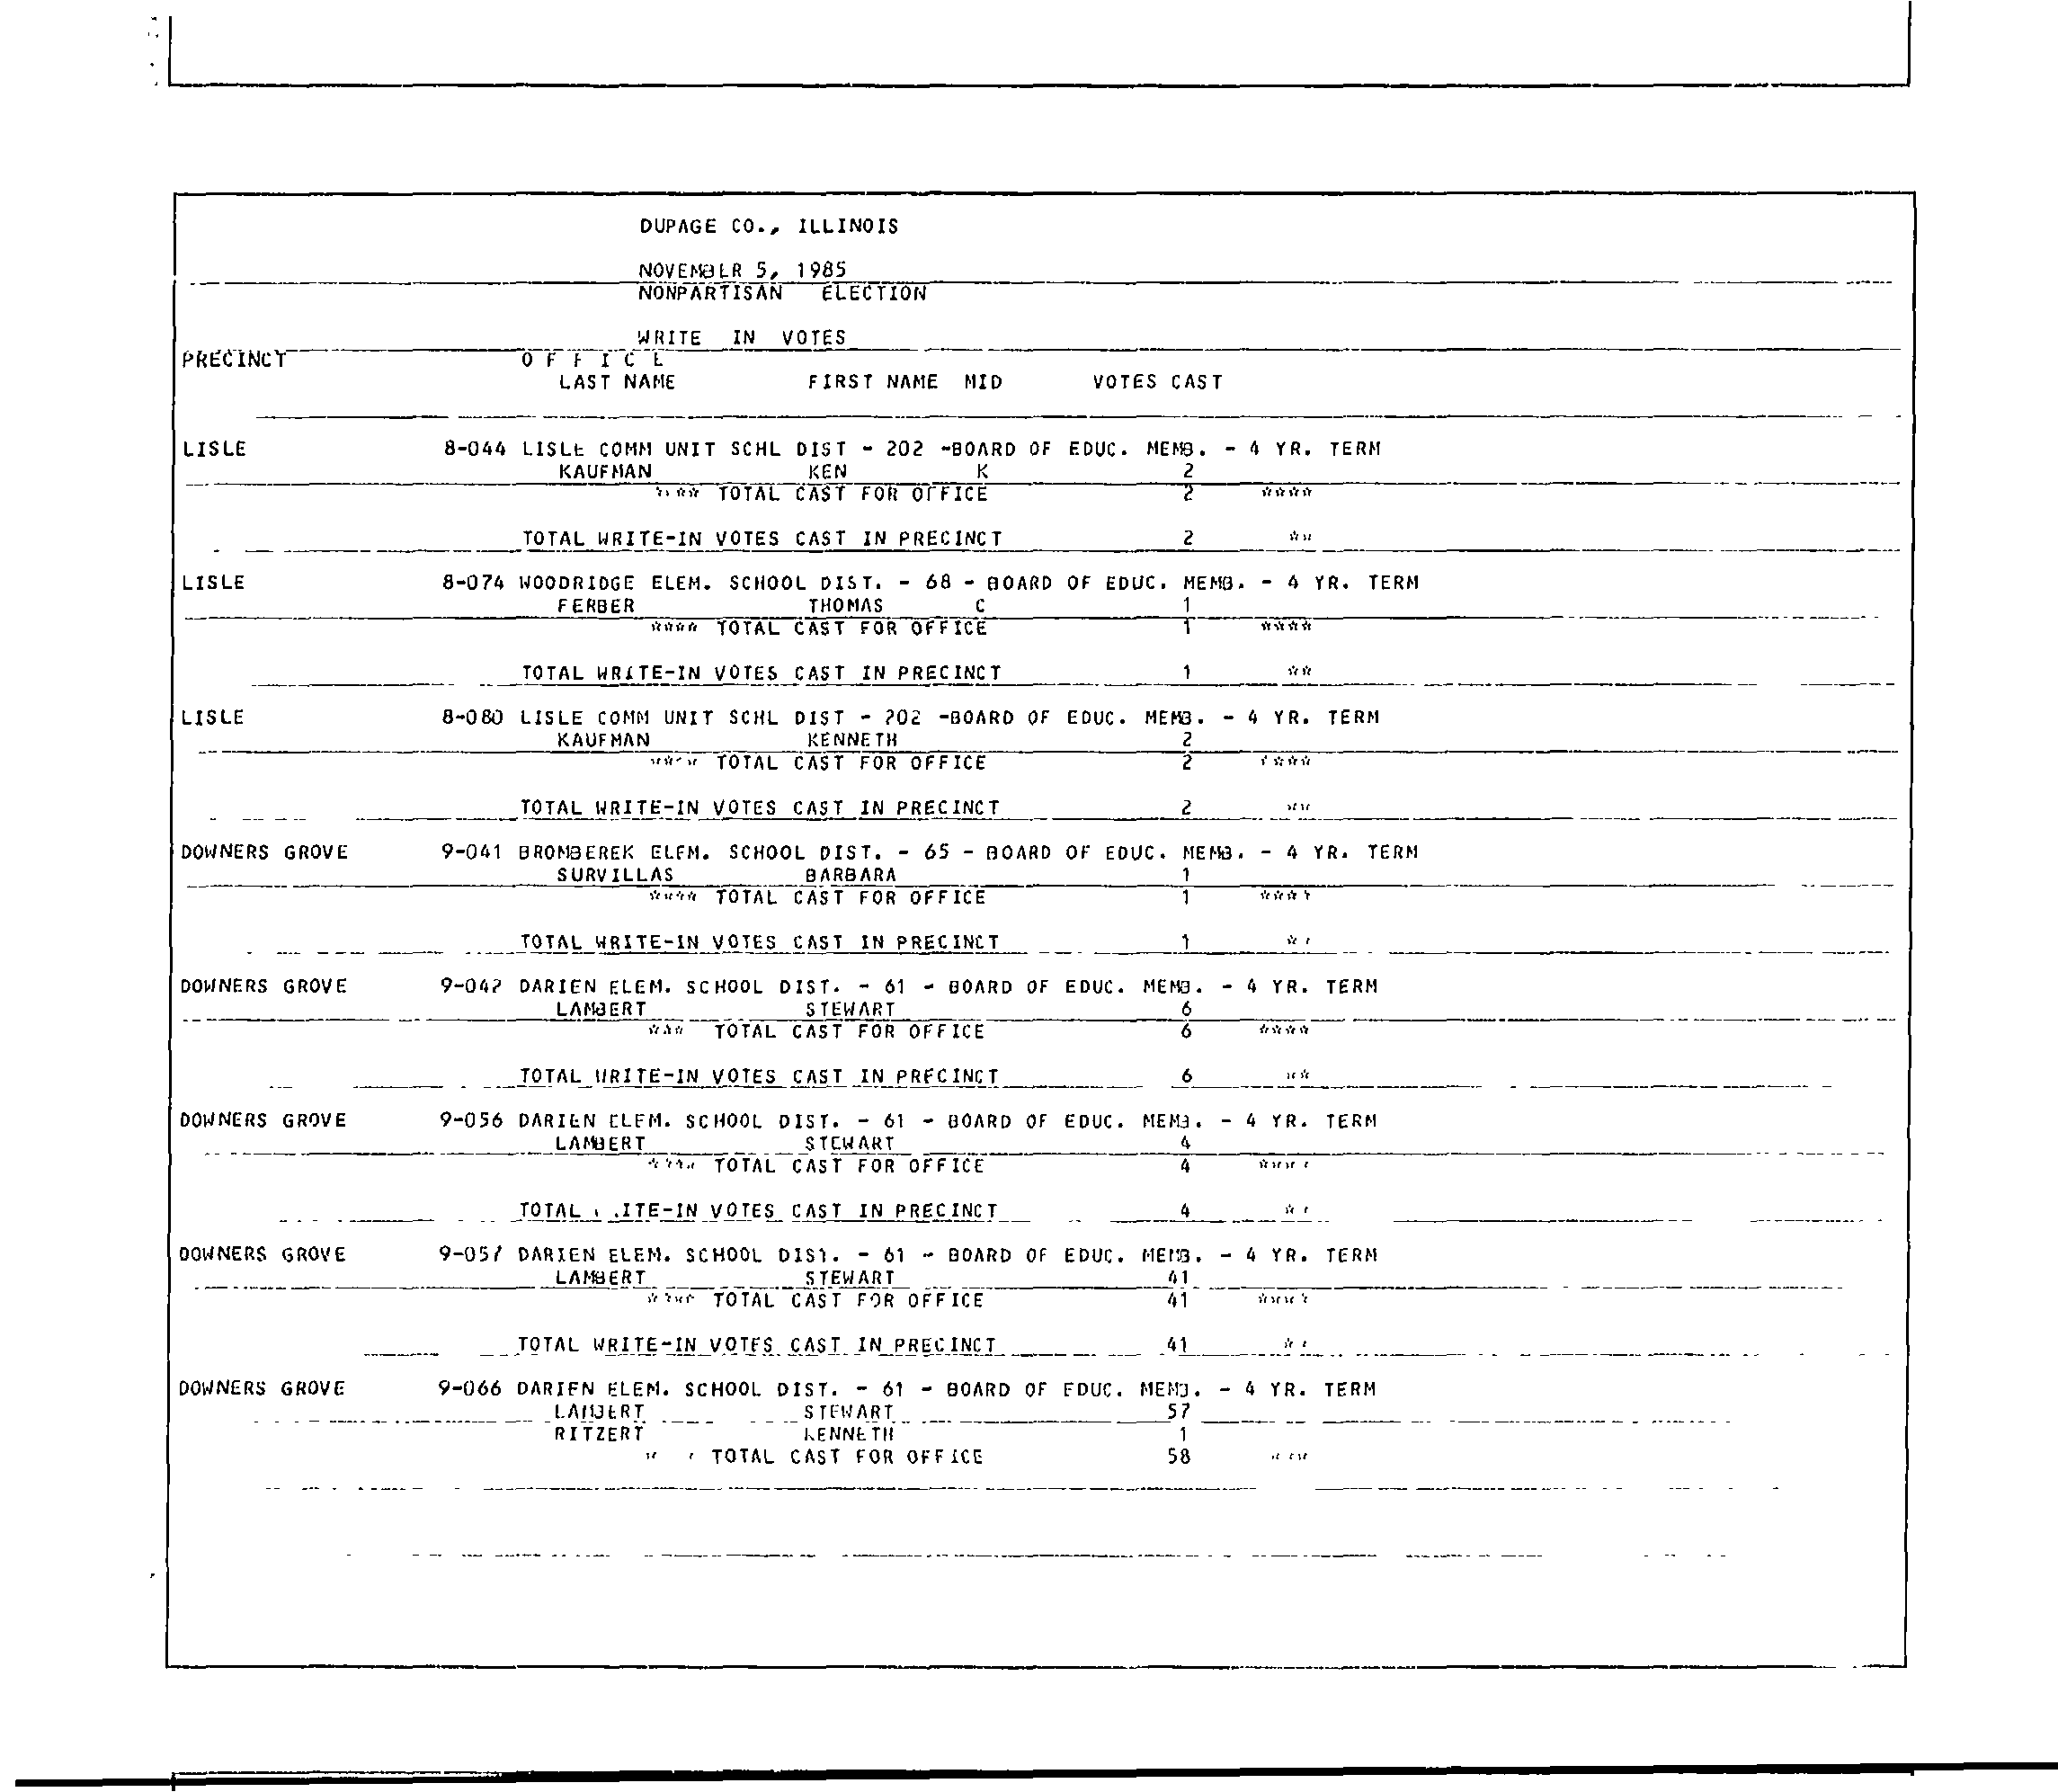 DUPAGE CO., ILLINOIS
NOVEMBER 5, 1985
NONPARTISAN ELECTION
WRITE IN VOTES
PRECINCT O F F I C E
LAST NAME FIRST NAME MID VOTES CAST
LISLE 8-044 LISLE COMM UNIT SCHL DIST - 202 -BOARD OF EDUC. MEMB. - 4 YR. TERM
KAUFMAN KEN K 2
**** TOTAL CAST FOR OFFICE 2 ****
TOTAL WRITE-IN VOTES CAST IN PRECINCT 2 **
LISLE 8-074 WOODRIDGE ELEM. SCHOOL DIST. - 68 - BOARD OF EDUC. MEMB. - 4 YR. TERM
FERBER THOMAS C 1
**** TOTAL CAST FOR OFFICE 1 ****
TOTAL WRITE-IN VOTES CAST IN PRECINCT 1 **
LISLE 8-080 LISLE COMM UNIT SCHL DIST - 202 -BOARD OF EDUC. MEMB. - 4 YR. TERM
KAUFMAN KENNETH 2
**** TOTAL CAST FOR OFFICE 2 ****
TOTAL WRITE-IN VOTES CAST IN PRECINCT 2 **
DOWNERS GROVE 9-041 BROMBEREK ELEM. SCHOOL DIST. - 65 - BOARD OF EDUC. MEMB. - 4 YR. TERM
SURVILLAS BARBARA 1
**** TOTAL CAST FOR OFFICE 1 ****
TOTAL WRITE-IN VOTES CAST IN PRECINCT 1 **
DOWNERS GROVE 9-042 DARIEN ELEM. SCHOOL DIST. - 61 - BOARD OF EDUC. MEMB. - 4 YR. TERM
LAMBERT STEWART 6
*** TOTAL CAST FOR OFFICE 6 ****
TOTAL WRITE-IN VOTES CAST IN PRECINCT 6 **
DOWNERS GROVE 9-056 DARIEN ELEM. SCHOOL DIST. - 61 - BOARD OF EDUC. MEMB. - 4 YR. TERM
LAMBERT STEWART 4
**** TOTAL CAST FOR OFFICE 4 ****
TOTAL WRITE-IN VOTES CAST IN PRECINCT 4 **
DOWNERS GROVE 9-057 DARIEN ELEM. SCHOOL DIST. - 61 - BOARD OF EDUC. MEMB. - 4 YR. TERM
LAMBERT STEWART 41
**** TOTAL CAST FOR OFFICE 41 ****
TOTAL WRITE-IN VOTES CAST IN PRECINCT 41 **
DOWNERS GROVE 9-066 DARIEN ELEM. SCHOOL DIST. - 61 - BOARD OF EDUC. MEMB. - 4 YR. TERM
LAMBERT STEWART 57
RITZERT KENNETH 1
* * TOTAL CAST FOR OFFICE 58 ***